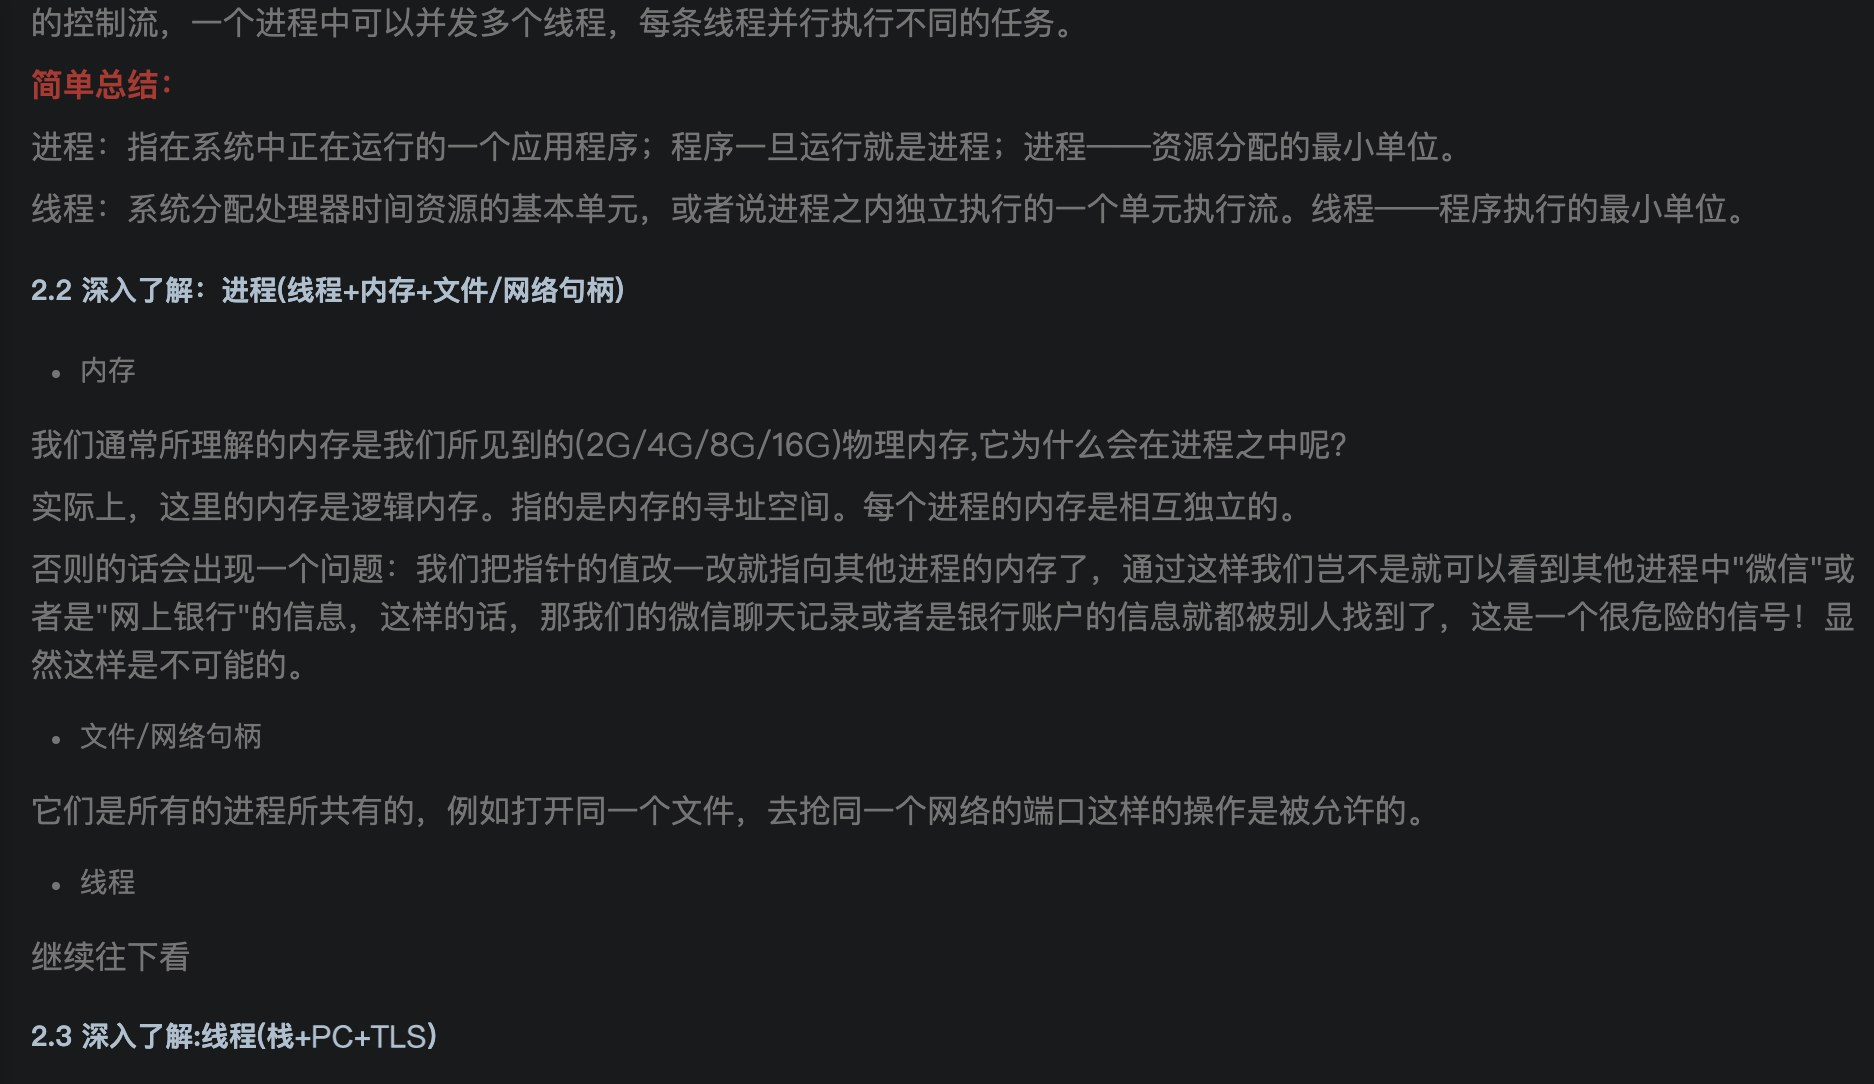 的控制流，一个进程中可以并发多个线程，每条线程并行执行不同的任务。
简单总结：
进程：指在系统中正在运行的一个应用程序；程序一旦运行就是进程；进程——资源分配的最小单位。
线程：系统分配处理器时间资源的基本单元，或者说进程之内独立执行的一个单元执行流。线程——程序执行的最小单位。
2.2 深入了解：进程(线程+内存+文件/网络句柄)
• 内存
我们通常所理解的内存是我们所见到的(2G/4G/8G/16G)物理内存,它为什么会在进程之中呢?
实际上，这里的内存是逻辑内存。指的是内存的寻址空间。每个进程的内存是相互独立的。
否则的话会出现一个问题：我们把指针的值改一改就指向其他进程的内存了，通过这样我们岂不是就可以看到其他进程中"微信"或
者是"网上银行"的信息，这样的话，那我们的微信聊天记录或者是银行账户的信息就都被别人找到了，这是一个很危险的信号！显
然这样是不可能的。
• 文件/网络句柄
它们是所有的进程所共有的，例如打开同一个文件，去抢同一个网络的端口这样的操作是被允许的。
• 线程
继续往下看
2.3 深入了解:线程(栈+PC+TLS)